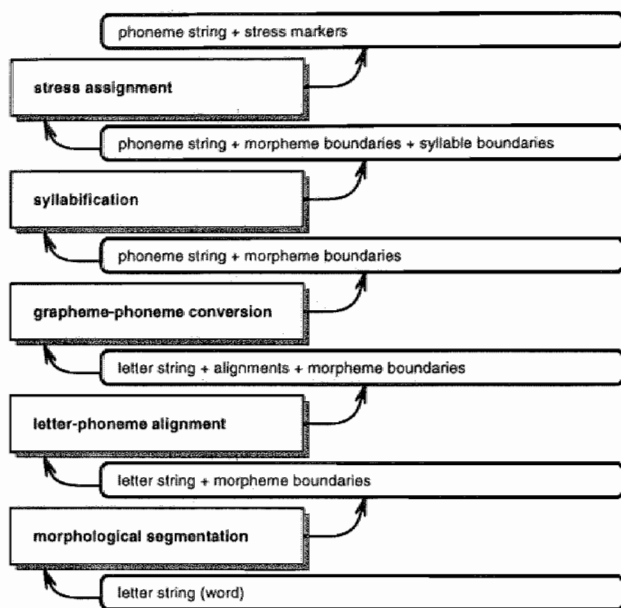 phoneme string + stress markers
stress assignment
phoneme string + morpheme boundaries + syllable boundaries
syllabification
phoneme string + morpheme boundaries
grapheme-phoneme conversion
letter string + alignments + morpheme boundaries
letter-phoneme alignment
letter string + morpheme boundaries
morphological segmentation
letter string (word)